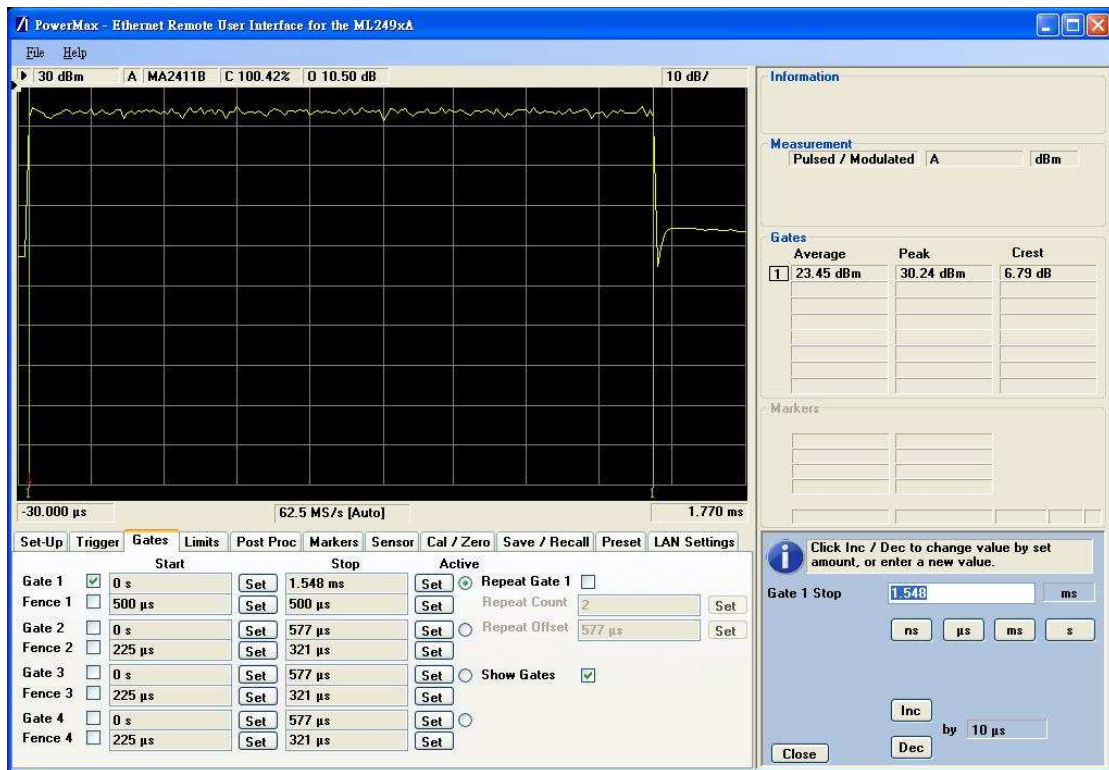 PowerMax - Ethernet Remote User Interface for the ML249xA
File Help
30 dBm A MA2411B C 100.42% O 10.50 dB 10 dB/
1 1
-30.000 µs 62.5 MS/s [Auto] 1.770 ms
Information
Measurement
Pulsed / Modulated A dBm
Gates
Average Peak Crest
1 23.45 dBm 30.24 dBm 6.79 dB
Markers
Set-Up Trigger Gates Limits Post Proc Markers Sensor Cal / Zero Save / Recall Preset LAN Settings
Start Stop Active
Gate 1 0 s Set 1.548 ms Set Repeat Gate 1
Fence 1 500 µs Set 500 µs Set Repeat Count 2 Set
Gate 2 0 s Set 577 µs Set Repeat Offset 577 µs Set
Fence 2 225 µs Set 321 µs Set
Gate 3 0 s Set 577 µs Set Show Gates
Fence 3 225 µs Set 321 µs Set
Gate 4 0 s Set 577 µs Set
Fence 4 225 µs Set 321 µs Set
Click Inc / Dec to change value by set
amount, or enter a new value.
Gate 1 Stop 1.548 ms
ns µs ms s
Inc
by 10 µs
Close Dec